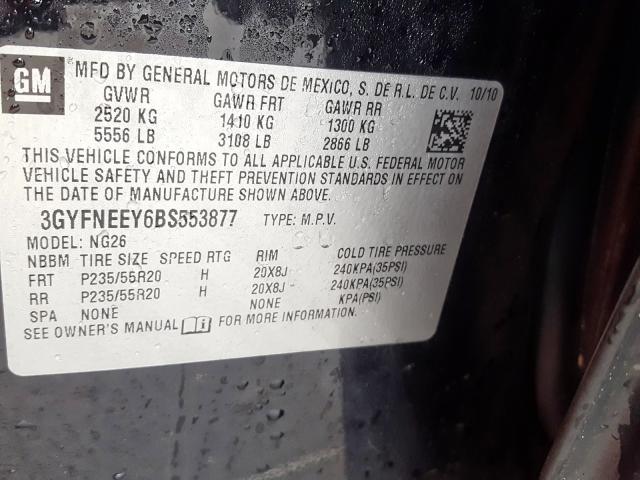 GM
MFD BY GENERAL MOTORS DE MEXICO, S. DE R.L. DE C.V. 10/10
GVWR GAWR FRT GAWR RR
2520 KG 1410 KG 1300 KG
5556 LB 3108 LB 2866 LB
THIS VEHICLE CONFORMS TO ALL APPLICABLE U.S. FEDERAL MOTOR
VEHICLE SAFETY AND THEFT PREVENTION STANDARDS IN EFFECT ON
THE DATE OF MANUFACTURE SHOWN ABOVE.
3GYFNEEY6BS553877 TYPE: M.P.V.
MODEL: NG26
NBBM TIRE SIZE SPEED RTG RIM COLD TIRE PRESSURE
FRT P235/55R20 H 20X8J 240KPA(35PSI)
RR P235/55R20 H 20X8J 240KPA(35PSI)
SPA NONE NONE KPA(PSI)
SEE OWNER'S MANUAL FOR MORE INFORMATION.